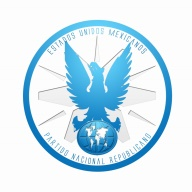 ESTADOS UNIDOS MEXICANOS
PARTIDO NACIONAL REPUBLICANO